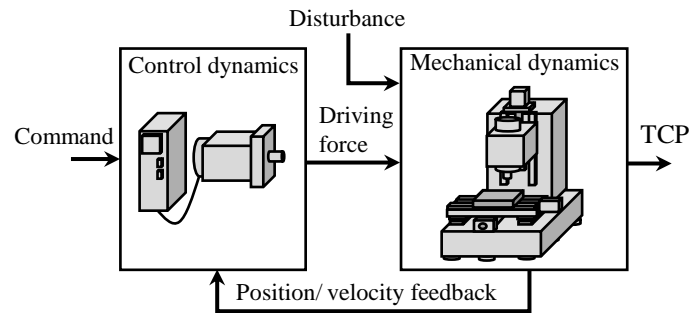 Disturbance
Control dynamics
Mechanical dynamics
Command
Driving
force
TCP
Position/ velocity feedback